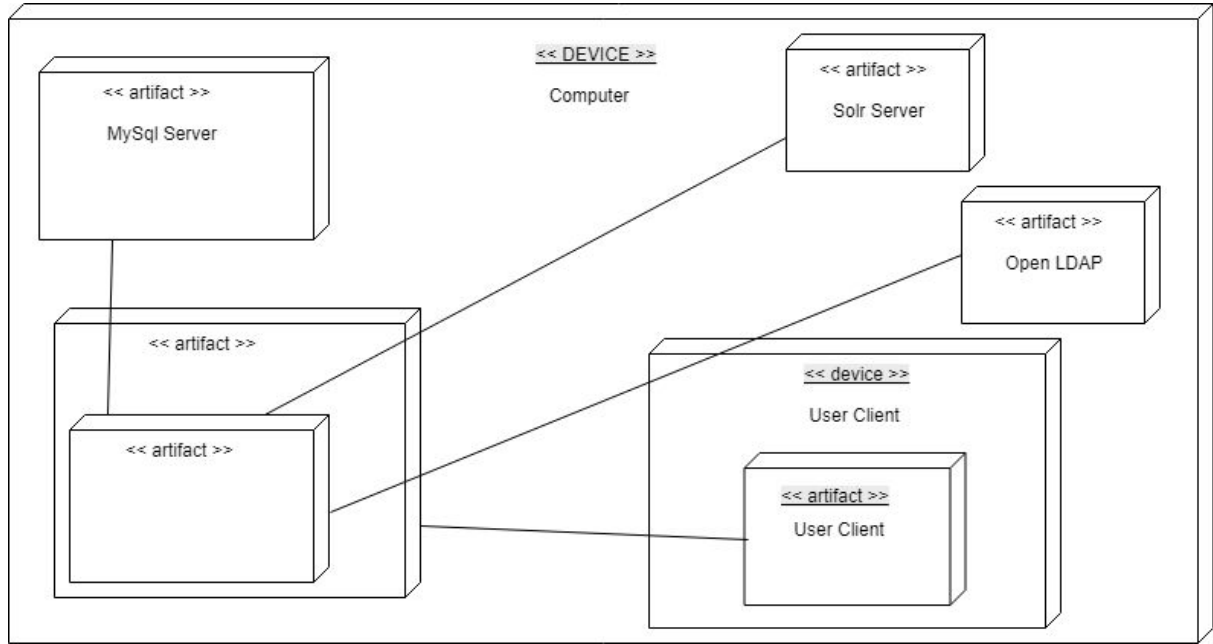 << DEVICE >>
Computer
<< artifact >>
MySql Server
<< artifact >>
Solr Server
<< artifact >>
Open LDAP
<< artifact >>
<< artifact >>
<< device >>
User Client
<< artifact >>
User Client